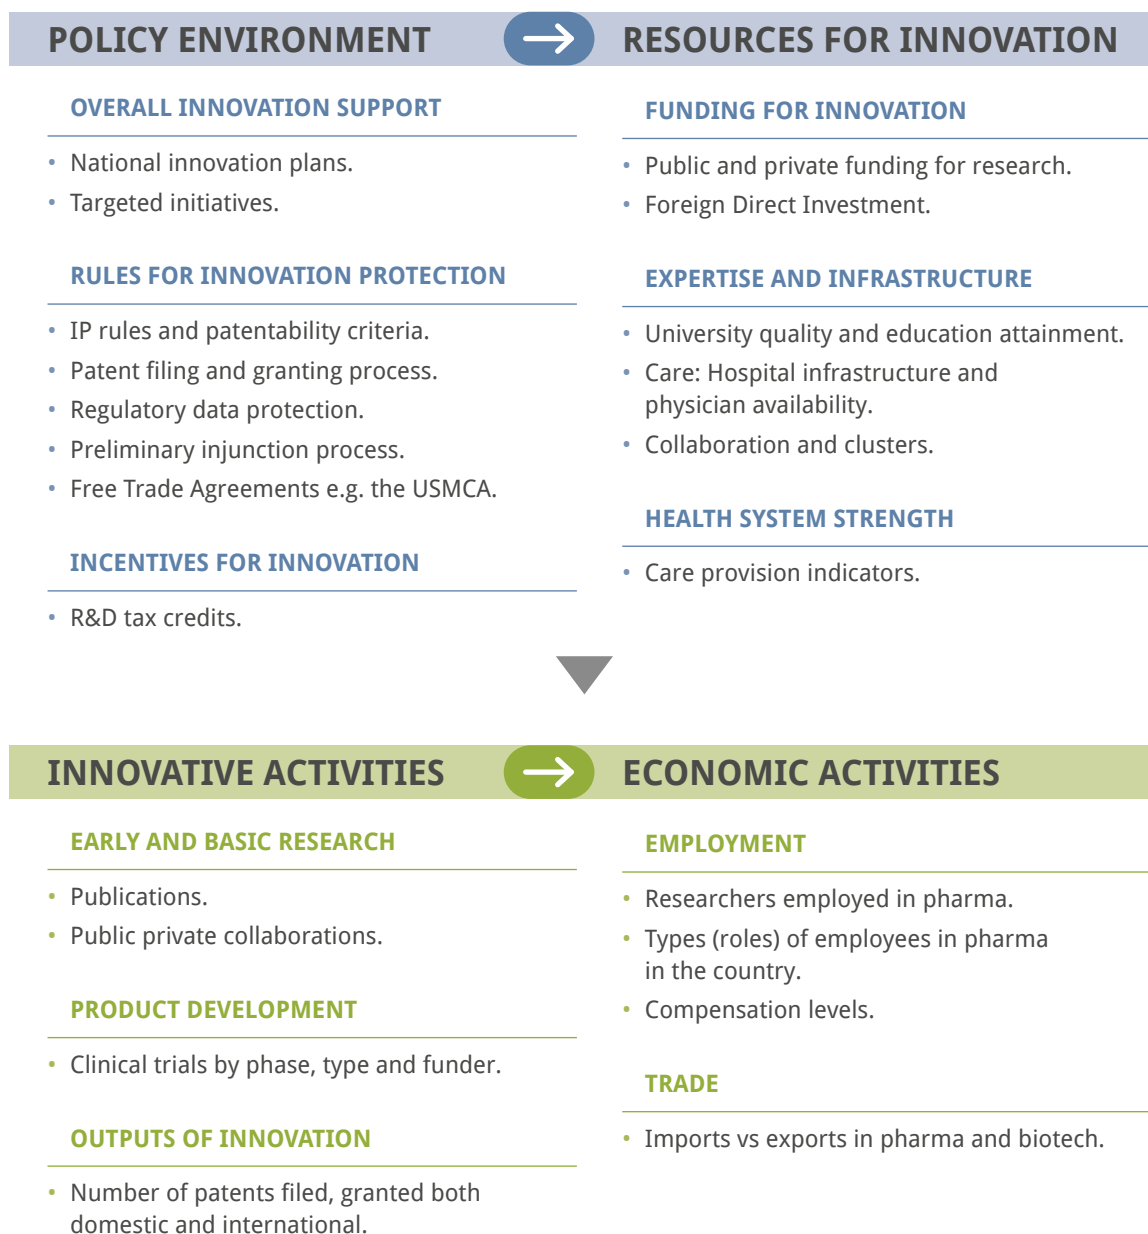 POLICY ENVIRONMENT
OVERALL INNOVATION SUPPORT
• National innovation plans.
• Targeted initiatives.
RULES FOR INNOVATION PROTECTION
• IP rules and patentability criteria.
• Patent filing and granting process.
• Regulatory data protection.
• Preliminary injunction process.
• Free Trade Agreements e.g. the USMCA.
INCENTIVES FOR INNOVATION
• R&D tax credits.
RESOURCES FOR INNOVATION
FUNDING FOR INNOVATION
• Public and private funding for research.
• Foreign Direct Investment.
EXPERTISE AND INFRASTRUCTURE
• University quality and education attainment.
• Care: Hospital infrastructure and
physician availability.
• Collaboration and clusters.
HEALTH SYSTEM STRENGTH
• Care provision indicators.
INNOVATIVE ACTIVITIES
EARLY AND BASIC RESEARCH
• Publications.
• Public private collaborations.
PRODUCT DEVELOPMENT
• Clinical trials by phase, type and funder.
OUTPUTS OF INNOVATION
• Number of patents filed, granted both
domestic and international.
ECONOMIC ACTIVITIES
EMPLOYMENT
• Researchers employed in pharma.
• Types (roles) of employees in pharma
in the country.
• Compensation levels.
TRADE
• Imports vs exports in pharma and biotech.